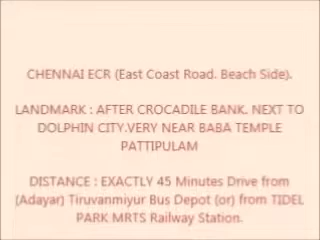 CHENNAI ECR (East Coast Road. Beach Side).
LANDMARK : AFTER CROCADILE BANK. NEXT TO
DOLPHIN CITY.VERY NEAR BABA TEMPLE
PATTIPULAM
DISTANCE : EXACTLY 45 Minutes Drive from
(Adayar) Tiruvanmiyur Bus Depot (or) from TIDEL
PARK MRTS Railway Station.